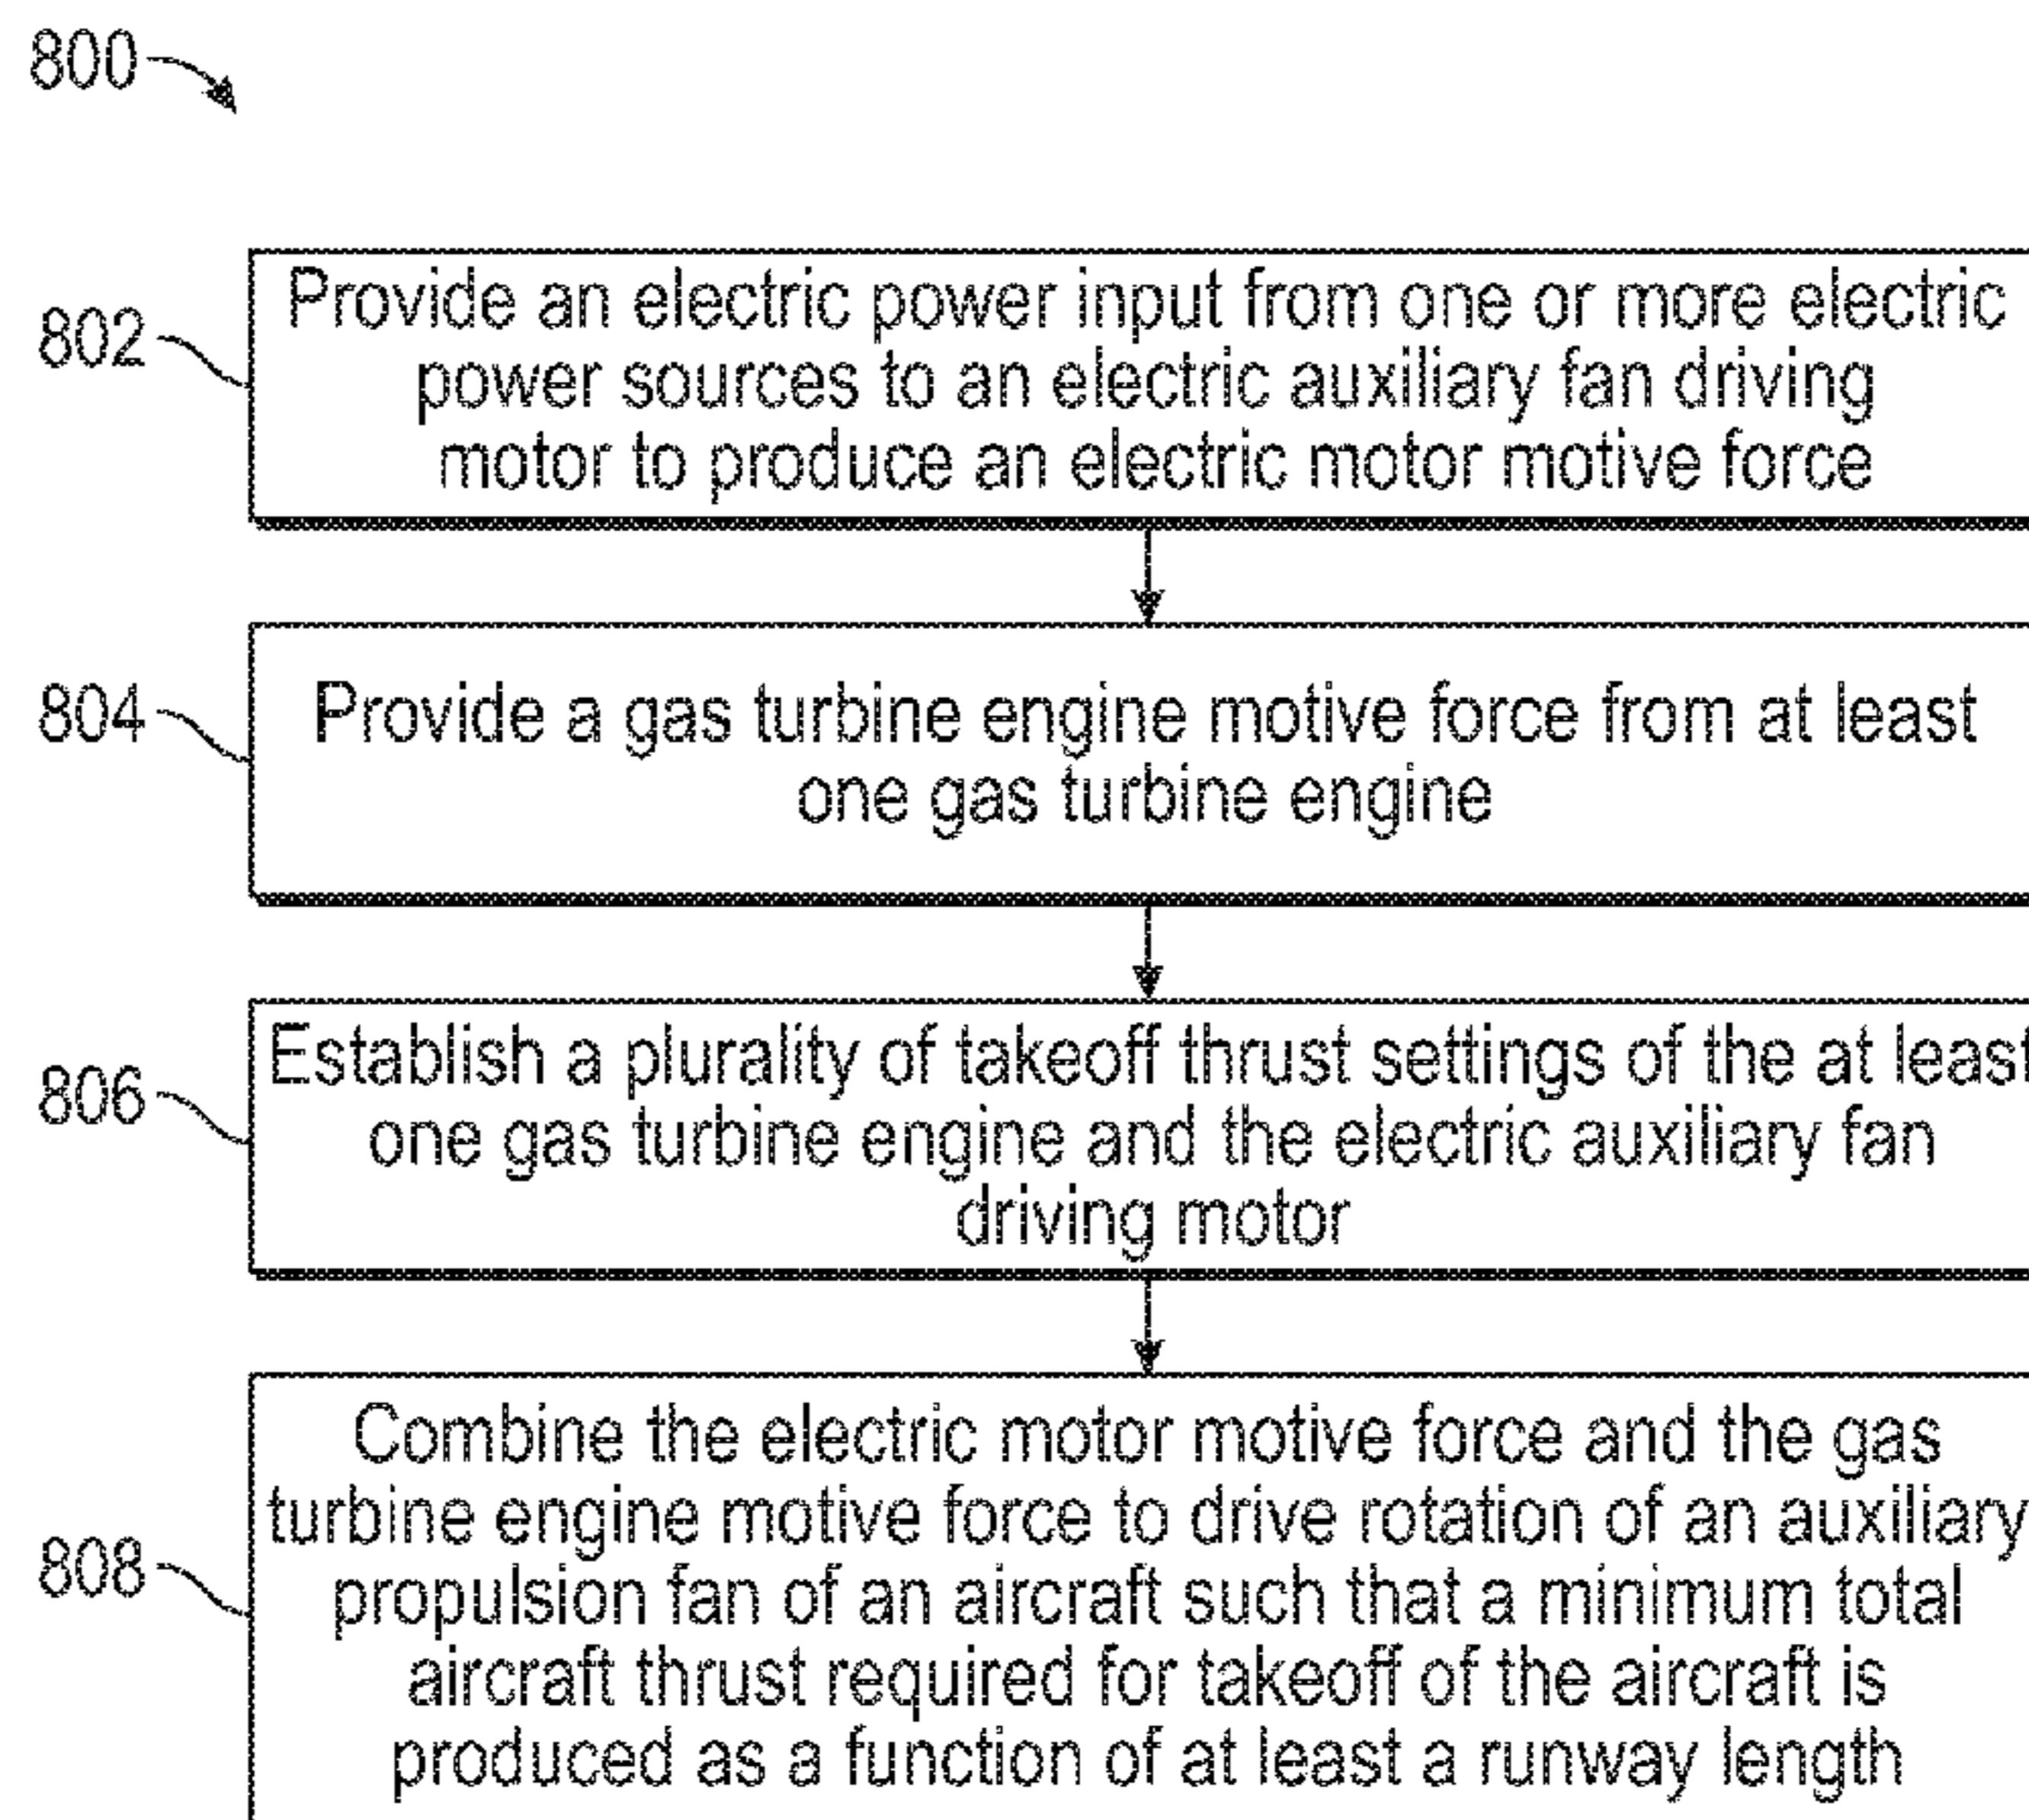 800
802
Provide an electric power input from one or more electric
power sources to an electric auxiliary fan driving
motor to produce an electric motor motive force
804
Provide a gas turbine engine motive force from at least
one gas turbine engine
806
Establish a plurality of takeoff thrust settings of the at least
one gas turbine engine and the electric auxiliary fan
driving motor
808
Combine the electric motor motive force and the gas
turbine engine motive force to drive rotation of an auxiliary
propulsion fan of an aircraft such that a minimum total
aircraft thrust required for takeoff of the aircraft is
produced as a function of at least a runway length